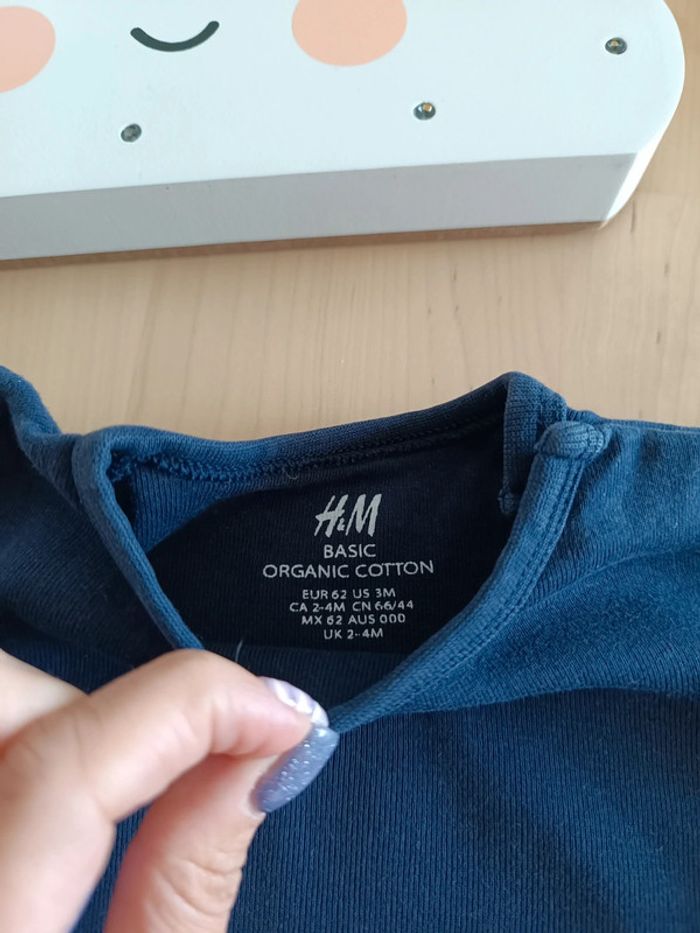 H&M
BASIC
ORGANIC COTTON
EUR 62 US 3M
CA 2-4M CN 66/44
MX 62 AUS 000
UK 2-4M